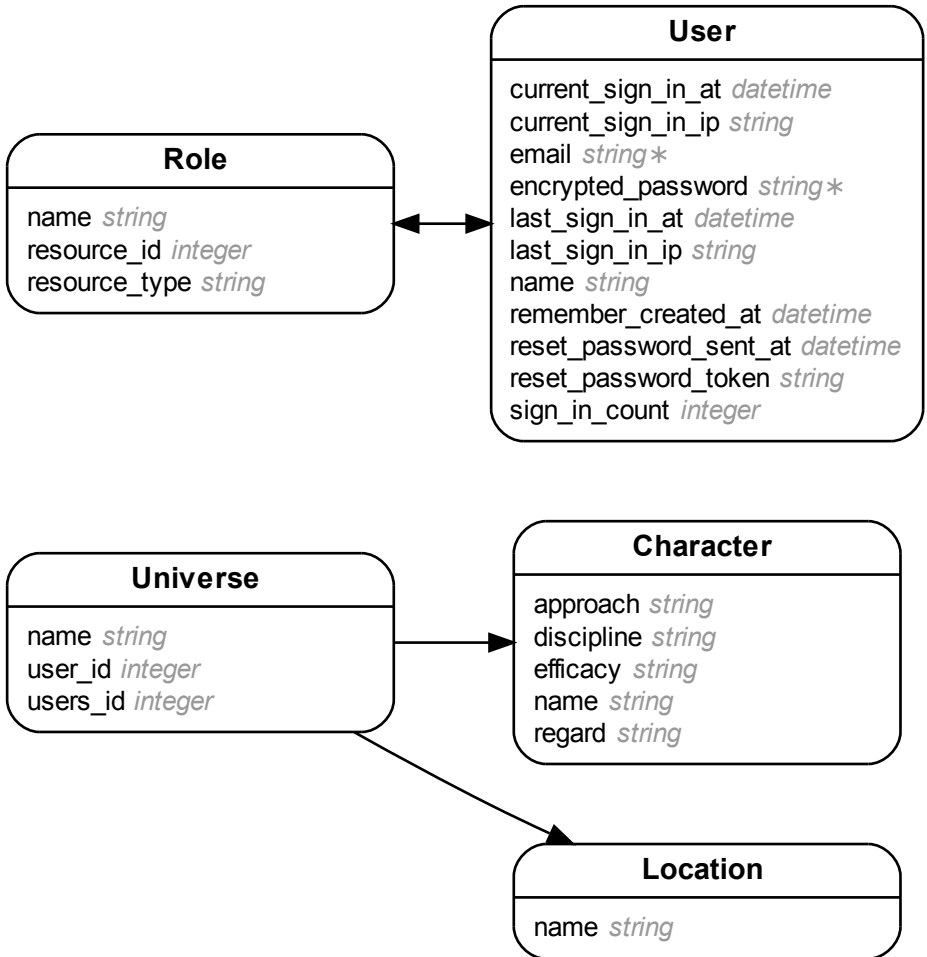 User
current_sign_in_at datetime
current_sign_in_ip string
email string∗
encrypted_password string∗
last_sign_in_at datetime
last_sign_in_ip string
name string
remember_created_at datetime
reset_password_sent_at datetime
reset_password_token string
sign_in_count integer
Role
name string
resource_id integer
resource_type string
Universe
name string
user_id integer
users_id integer
Character
approach string
discipline string
efficacy string
name string
regard string
Location
name string